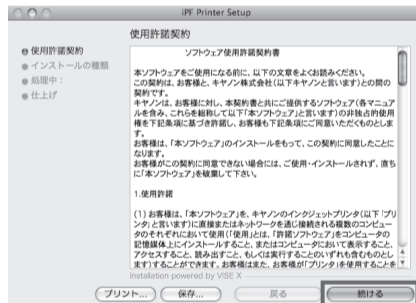 iPF Printer Setup
使用許諾契約
使用許諾契約
インストールの種類
処理中：
仕上げ
ソフトウェア使用許諾契約書
本ソフトウェアをご使用になる前に、以下の文章をよくお読みください。
この契約は、お客様と、キヤノン株式会社(以下キヤノンと言います)との間の
契約です。
キヤノンは、お客様に対し、本契約書と共にご提供するソフトウェア(各マニュア
ルを含み、これらを総称して以下「本ソフトウェア」と言います)の非独占的使用
権を下記条項に基づき許諾し、お客様も下記条項にご同意いただくものとしま
す。
お客様は、「本ソフトウェア」のインストールをもって、この契約に同意したことに
なります。
お客様がこの契約に同意できない場合には、ご使用・インストールされず、直ち
に「本ソフトウェア」を破棄して下さい。
1.使用許諾
(1) お客様は、「本ソフトウェア」を、キヤノンのインクジェットプリンタ(以下「プリ
ンタ」と言います)に直接またはネットワークを通じ接続される複数のコンピュー
タのそれぞれにおいて使用(「使用」とは、「許諾ソフトウェア」をコンピュータの
記憶媒体上にインストールすること、またはコンピュータにおいて表示すること、
アクセスすること、読み出すこと、もしくは実行することのいずれも含むものとし
ます)することができます。お客様はまた、お客様が「プリンタ」を使用することを
Installation powered by VISE X
プリント...
保存...
戻る
続ける